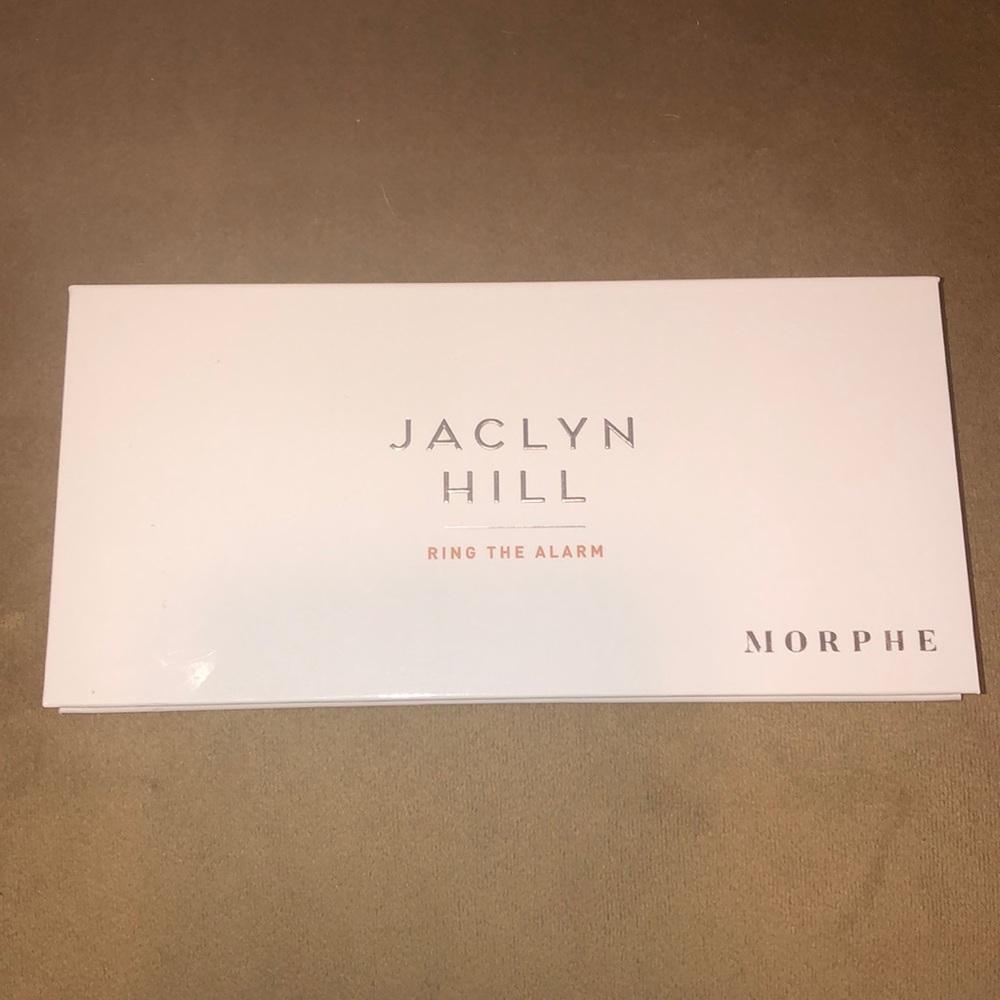 JACLYN
HILL
RING THE ALARM
MORPHE